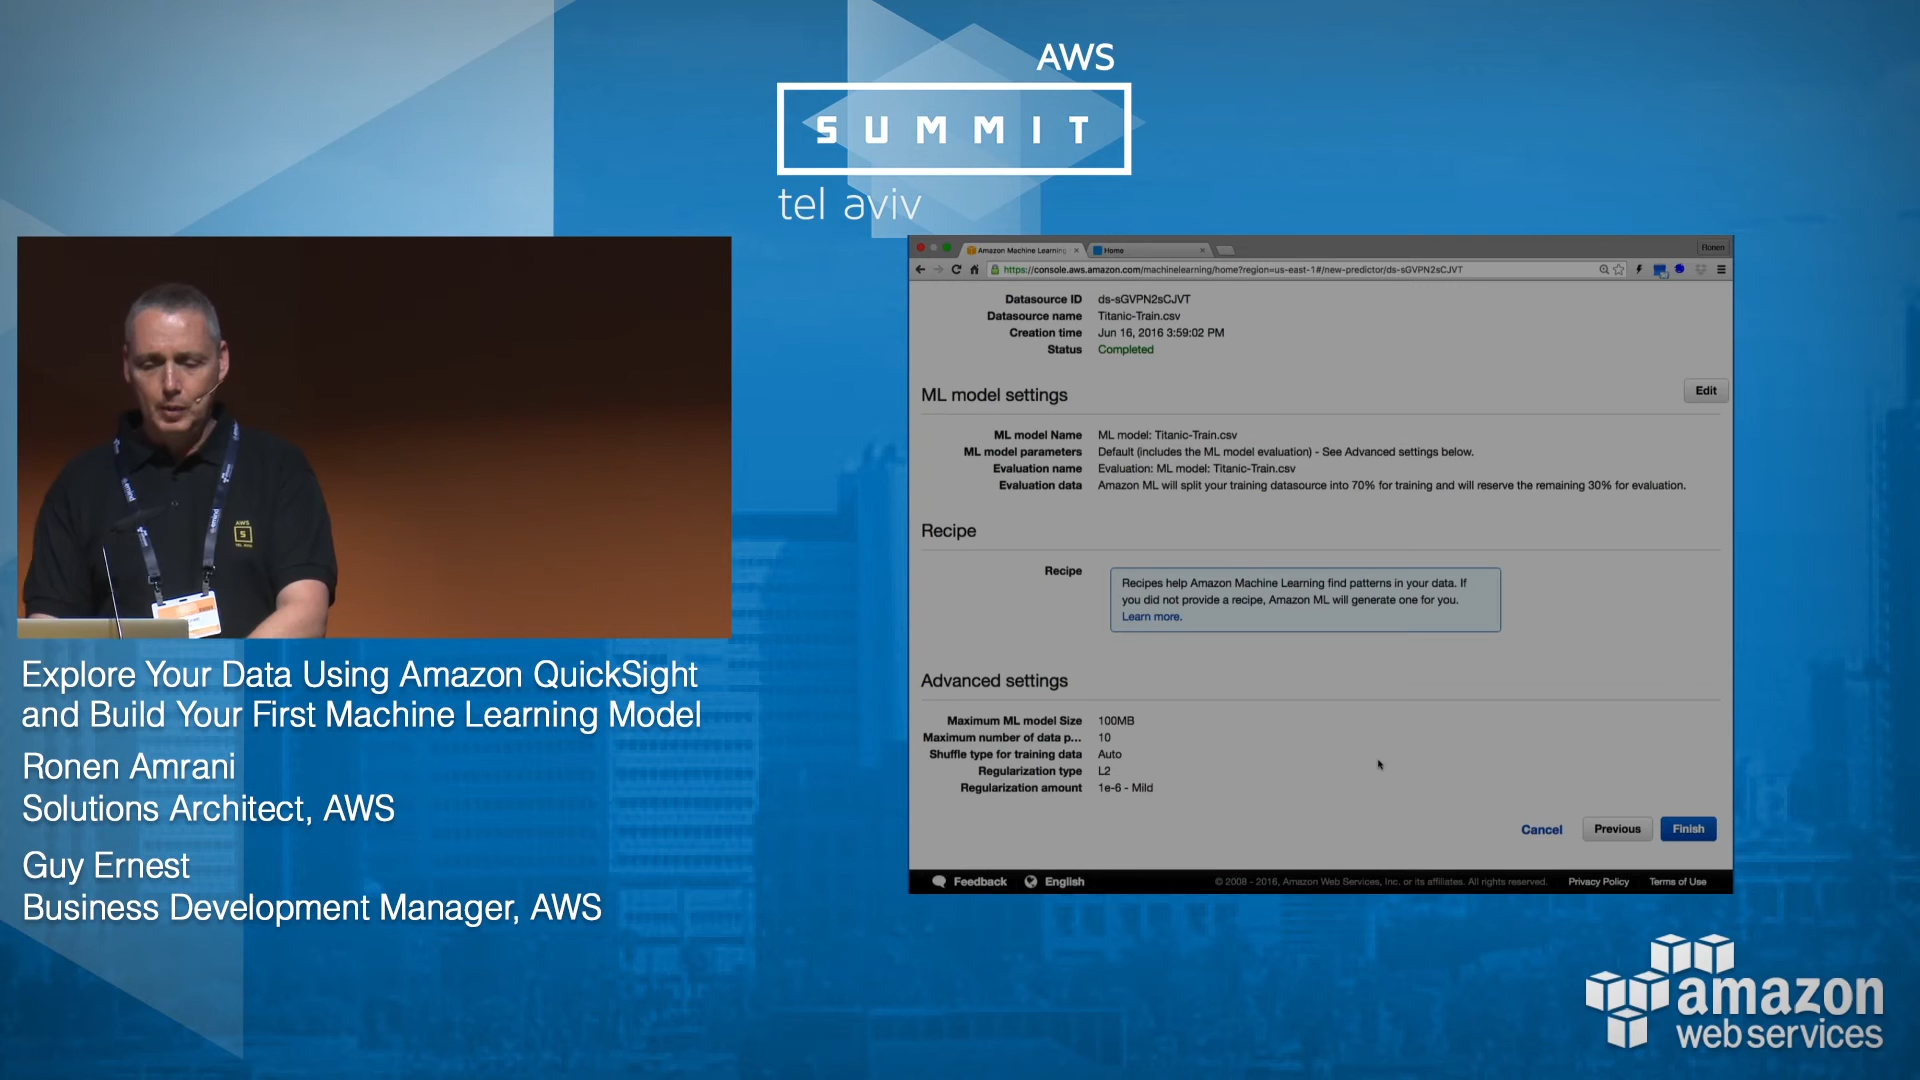 AWS
SUMMIT
tel aviv
Amazon Machine Learning
Home
Ronen
https://console.aws.amazon.com/machinelearning/home?region=us-east-1#/new-predictor/ds-sGVPN2sCJVT
Datasource ID ds-sGVPN2sCJVT
Datasource name Titanic-Train.csv
Creation time Jun 16, 2016 3:59:02 PM
Status Completed
ML model settings
Edit
ML model Name ML model: Titanic-Train.csv
ML model parameters Default (includes the ML model evaluation) - See Advanced settings below.
Evaluation name Evaluation: ML model: Titanic-Train.csv
Evaluation data Amazon ML will split your training datasource into 70% for training and will reserve the remaining 30% for evaluation.
Recipe
Recipe
Recipes help Amazon Machine Learning find patterns in your data. If
you did not provide a recipe, Amazon ML will generate one for you.
Learn more.
Advanced settings
Maximum ML model Size 100MB
Maximum number of data p... 10
Shuffle type for training data Auto
Regularization type L2
Regularization amount 1e-6 - Mild
Cancel
Previous
Finish
Feedback
English
© 2008 - 2016, Amazon Web Services, Inc. or its affiliates. All rights reserved.
Privacy Policy
Terms of Use
emind
emind
AWS
S
TEL AVIV
Explore Your Data Using Amazon QuickSight
and Build Your First Machine Learning Model
Ronen Amrani
Solutions Architect, AWS
Guy Ernest
Business Development Manager, AWS
amazon
web services